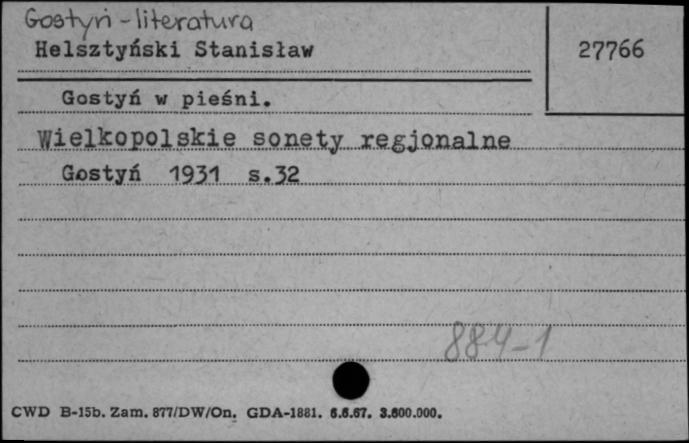 Gostyń - literatura
Helsztyński Stanisław
27766
Gostyń w pieśni.
Wielkopolskie sonety regjonalne
Gostyń 1931 s.32
884-1
CWD B-15b. Zam. 877/DW/On. GDA-1881. 6.6.67. 3.600.000.